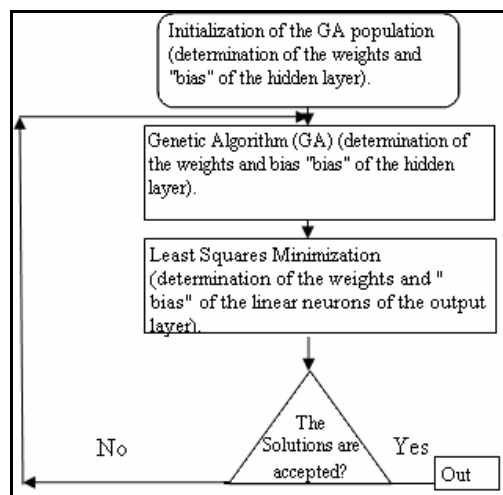 Initialization of the GA population
(determination of the weights and
"bias" of the hidden layer).
Genetic Algorithm (GA) (determination of
the weights and bias "bias" of the hidden
layer).
Least Squares Minimization
(determination of the weights and "
bias" of the linear neurons of the output
layer).
The
Solutions are
accepted?
No
Yes
Out